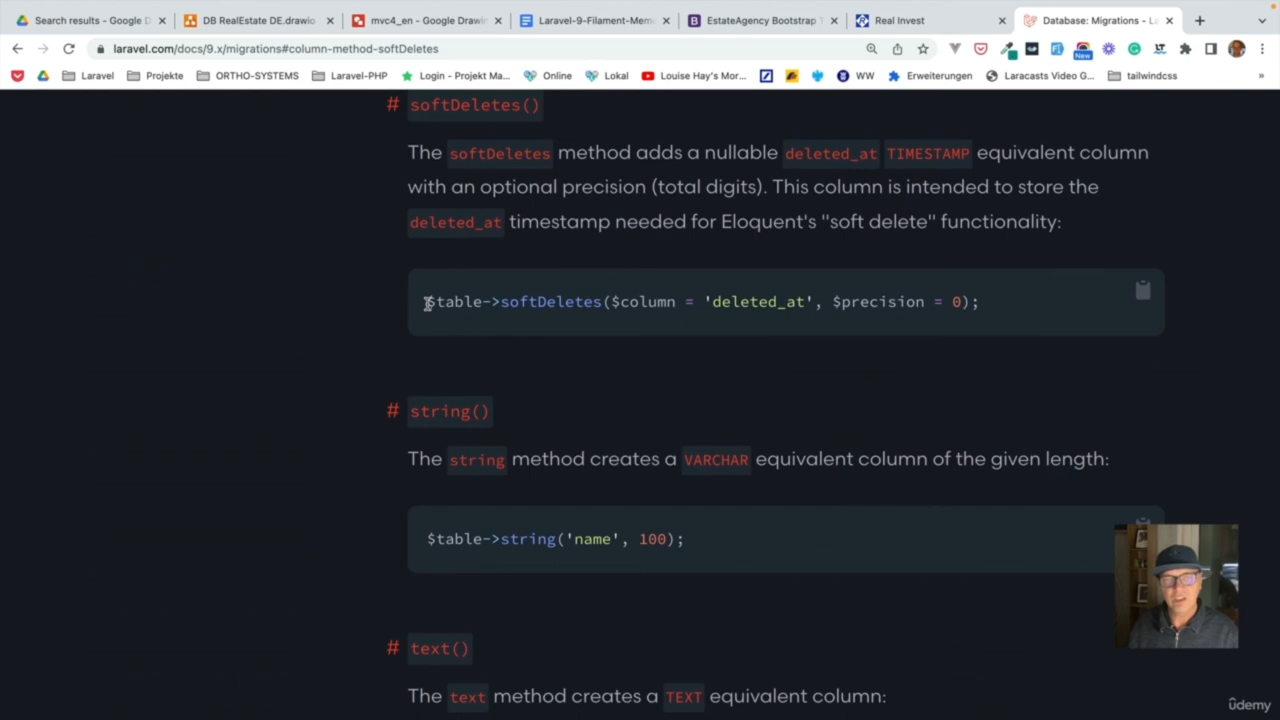 Search results - Google D
DB RealEstate DE.drawio
mvc4_en - Google Drawin
Laravel-9-Filament-Mem
EstateAgency Bootstrap T
Real Invest
Database: Migrations - La
laravel.com/docs/9.x/migrations#column-method-softDeletes
New
Laravel
Projekte
ORTHO-SYSTEMS
Laravel-PHP
Login - Projekt Ma...
Online
Lokal
Louise Hay's Mor...
WW
Erweiterungen
Laracasts Video G...
tailwindcss
»
# softDeletes()
The softDeletes method adds a nullable deleted_at TIMESTAMP equivalent column
with an optional precision (total digits). This column is intended to store the
deleted_at timestamp needed for Eloquent's "soft delete" functionality:
$table->softDeletes($column = 'deleted_at', $precision = 0);
# string()
The string method creates a VARCHAR equivalent column of the given length:
$table->string('name', 100);
# text()
The text method creates a TEXT equivalent column:
ûdemy